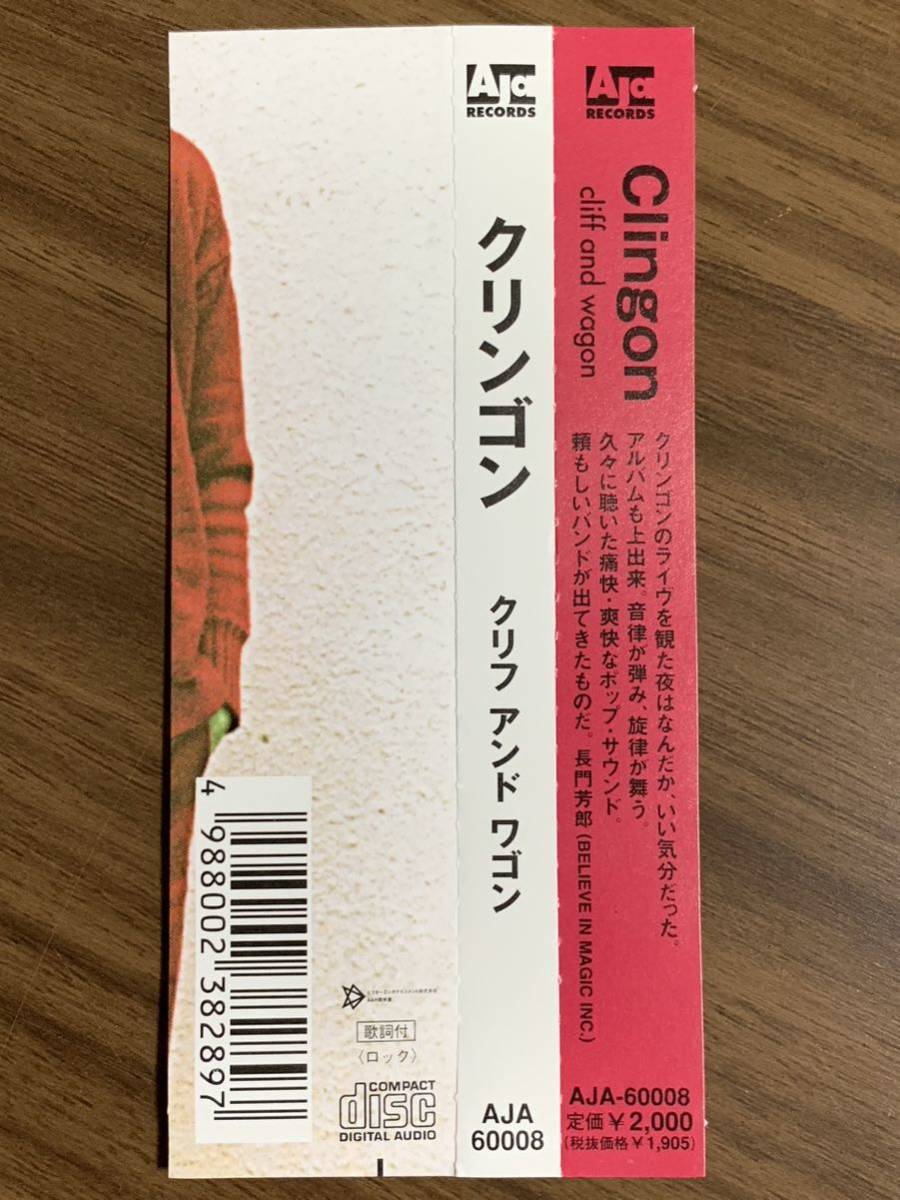 Aja
RECORDS
Clingon
cliff and wagon
クリンゴンのライヴを観た夜はなんだか、いい気分だった。
アルバムも上出来。音律が弾み、旋律が舞う。
久々に聴いた痛快・爽快なポップ・サウンド。
頼もしいバンドが出てきたものだ。長門芳郎(BELIEVE IN MAGIC INC.)
AJA-60008
定価￥2,000
(税抜価格￥1,905)
Aja
RECORDS
クリンゴン
クリフ アンド ワゴン
AJA
60008
4 988002 382897
歌詞付
〈ロック〉
COMPACT
disc
DIGITAL AUDIO